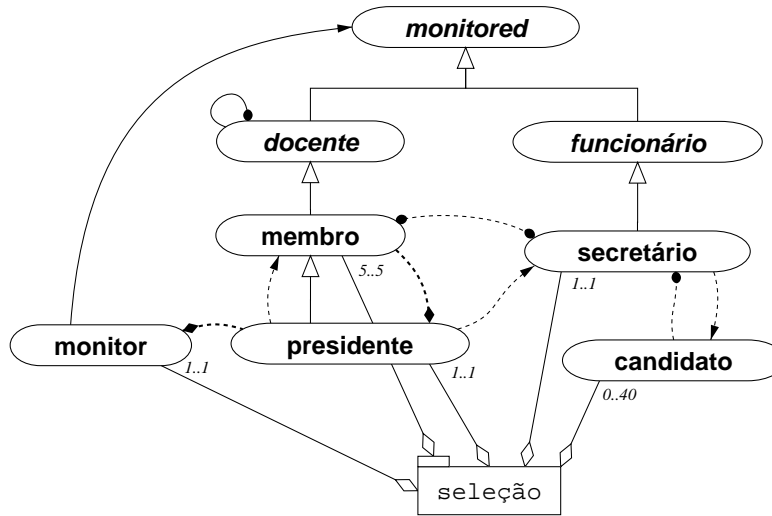 monitored
docente
funcionário
membro
secretário
5..5
1..1
monitor
presidente
candidato
1..1
1..1
0..40
seleção